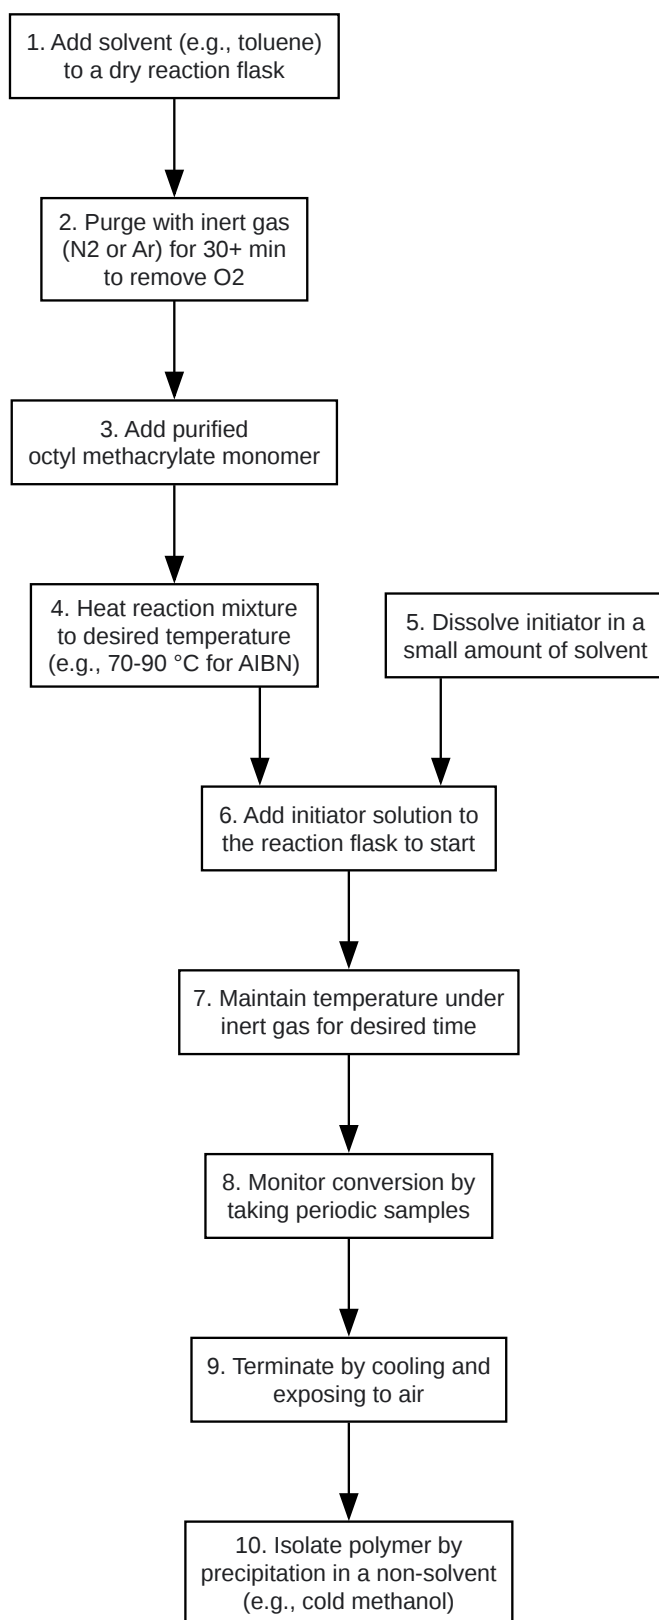 1. Add solvent (e.g., toluene)
to a dry reaction flask
2. Purge with inert gas
(N2 or Ar) for 30+ min
to remove O2
3. Add purified
octyl methacrylate monomer
4. Heat reaction mixture
to desired temperature
(e.g., 70-90 °C for AIBN)
5. Dissolve initiator in a
small amount of solvent
6. Add initiator solution to
the reaction flask to start
7. Maintain temperature under
inert gas for desired time
8. Monitor conversion by
taking periodic samples
9. Terminate by cooling and
exposing to air
10. Isolate polymer by
precipitation in a non-solvent
(e.g., cold methanol)